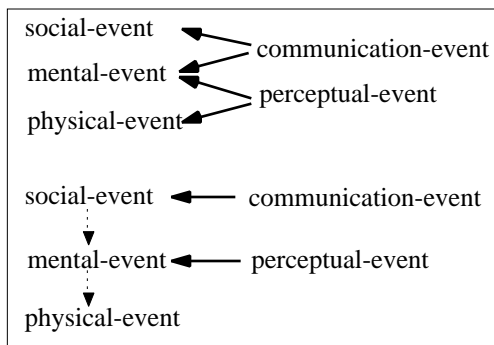 social-event
communication-event
mental-event
perceptual-event
physical-event
social-event
communication-event
mental-event
perceptual-event
physical-event